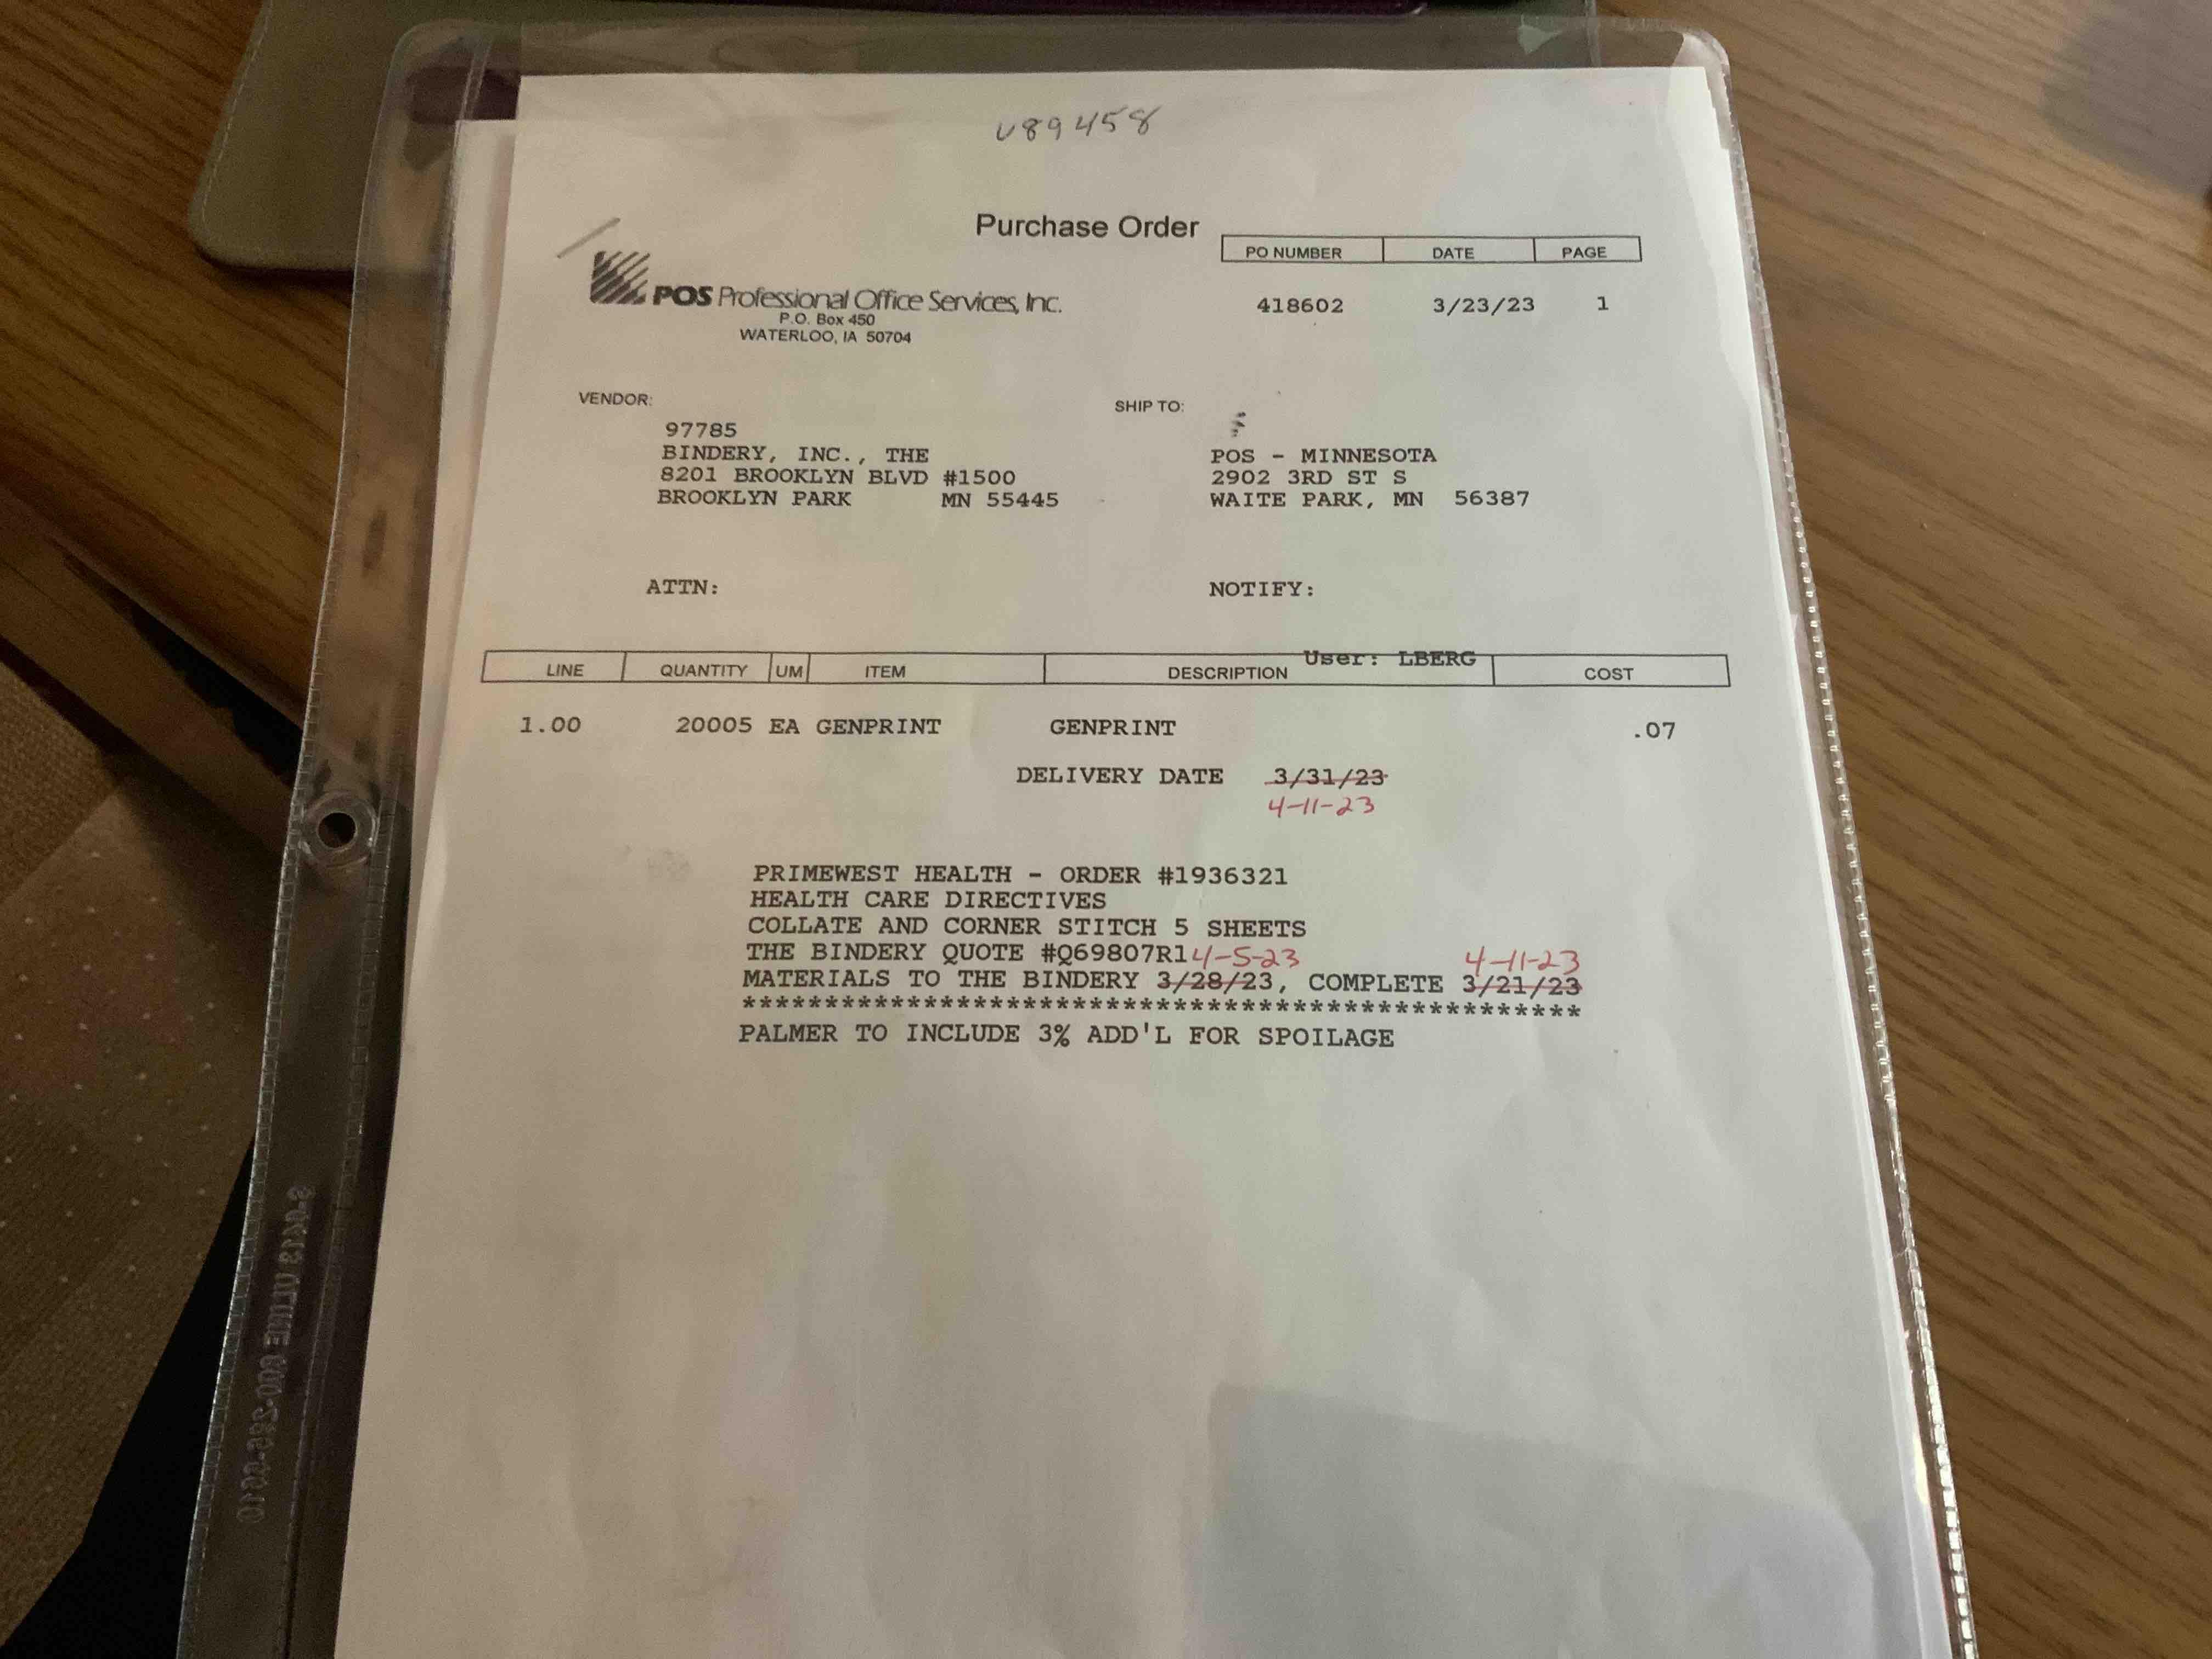 U89458
Purchase Order
PO NUMBER DATE PAGE
418602 3/23/23 1
POS Professional Office Services, Inc.
P.O. Box 450
WATERLOO, IA 50704
VENDOR:
97785
BINDERY, INC., THE
8201 BROOKLYN BLVD #1500
BROOKLYN PARK MN 55445
SHIP TO:
POS - MINNESOTA
2902 3RD ST S
WAITE PARK, MN 56387
ATTN: NOTIFY:
User: LBERG
LINE QUANTITY UM ITEM DESCRIPTION COST
1.00 20005 EA GENPRINT GENPRINT .07
DELIVERY DATE 3/31/23
4-11-23
PRIMEWEST HEALTH - ORDER #1936321
HEALTH CARE DIRECTIVES
COLLATE AND CORNER STITCH 5 SHEETS
THE BINDERY QUOTE #Q69807R1 4-5-23 4-11-23
MATERIALS TO THE BINDERY 3/28/23, COMPLETE 3/21/23
****************************************************
PALMER TO INCLUDE 3% ADD'L FOR SPOILAGE